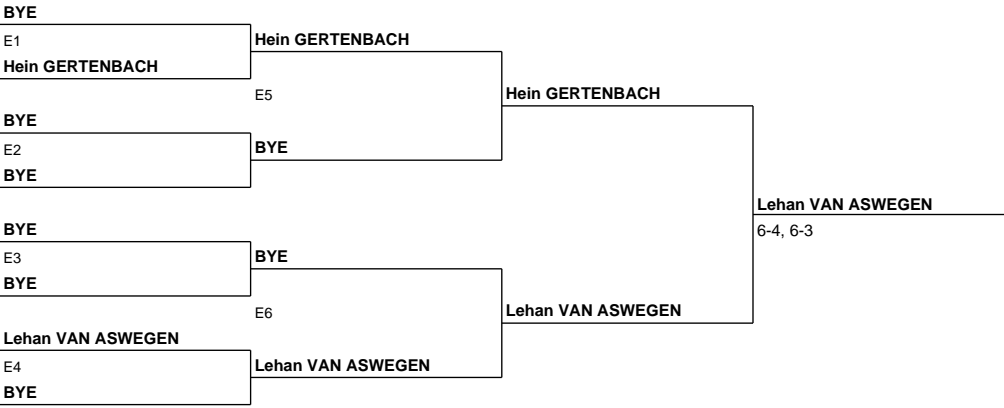 BYE
E1
Hein GERTENBACH
BYE
E2
BYE
BYE
E3
BYE
Lehan VAN ASWEGEN
E4
BYE
Hein GERTENBACH
E5
BYE
BYE
E6
Lehan VAN ASWEGEN
Hein GERTENBACH
Lehan VAN ASWEGEN
Lehan VAN ASWEGEN
6-4, 6-3